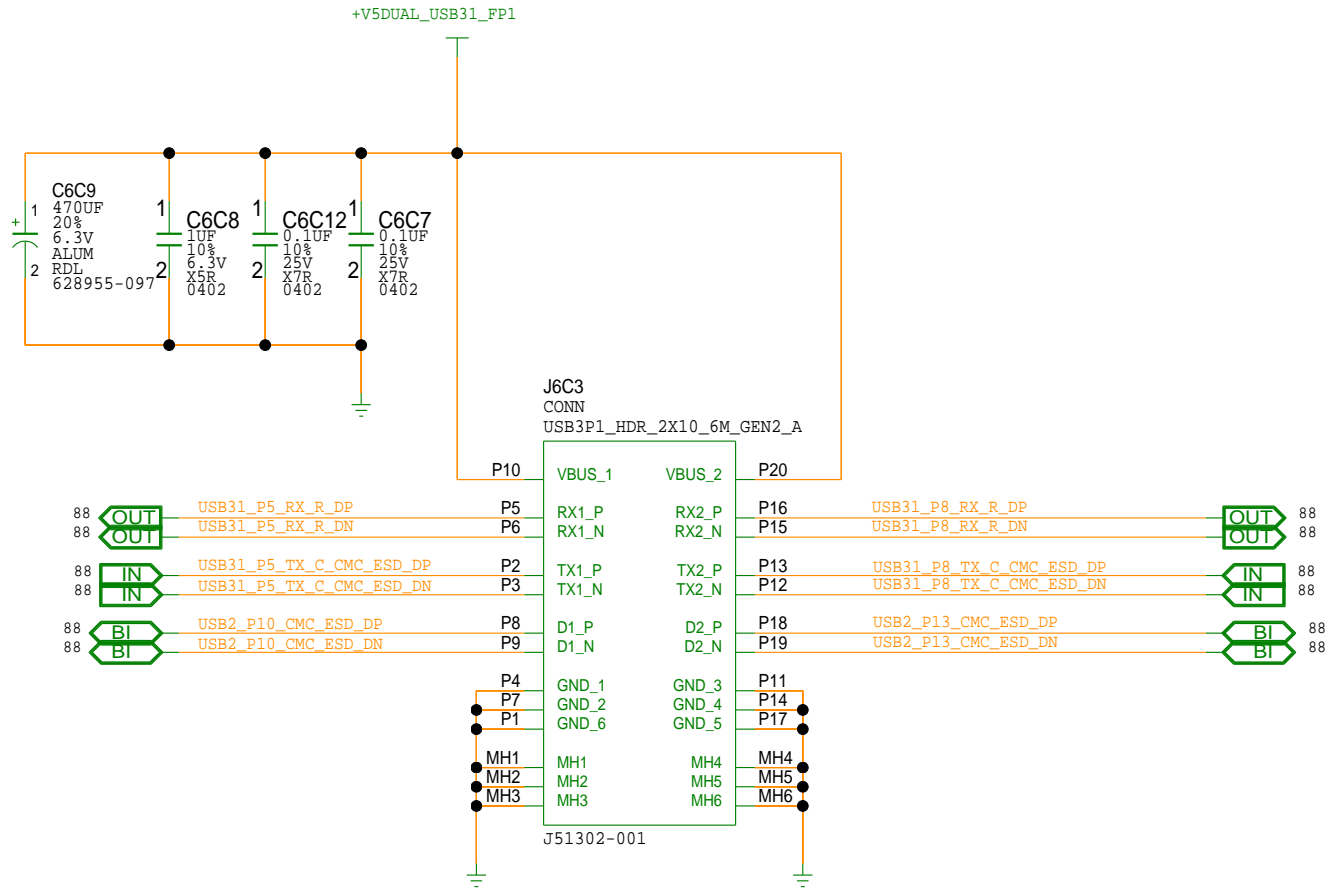 +V5DUAL_USB31_FP1
C6C9
1
470UF
+
20%
6.3V
ALUM
RDL
2
628955-097
1
C6C8
1UF
10%
6.3V
2
X5R
0402
1
C6C12
0.1UF
10%
25V
2
X7R
0402
1
C6C7
0.1UF
10%
25V
2
X7R
0402
J6C3
CONN
USB3P1_HDR_2X10_6M_GEN2_A
P10 VBUS_1 VBUS_2 P20
88 OUT USB31_P5_RX_R_DP P5 RX1_P RX2_P P16 USB31_P8_RX_R_DP OUT 88
88 OUT USB31_P5_RX_R_DN P6 RX1_N RX2_N P15 USB31_P8_RX_R_DN OUT 88
88 IN USB31_P5_TX_C_CMC_ESD_DP P2 TX1_P TX2_P P13 USB31_P8_TX_C_CMC_ESD_DP IN 88
88 IN USB31_P5_TX_C_CMC_ESD_DN P3 TX1_N TX2_N P12 USB31_P8_TX_C_CMC_ESD_DN IN 88
88 BI USB2_P10_CMC_ESD_DP P8 D1_P D2_P P18 USB2_P13_CMC_ESD_DP BI 88
88 BI USB2_P10_CMC_ESD_DN P9 D1_N D2_N P19 USB2_P13_CMC_ESD_DN BI 88
P4 GND_1 GND_3 P11
P7 GND_2 GND_4 P14
P1 GND_6 GND_5 P17
MH1 MH1 MH4 MH4
MH2 MH2 MH5 MH5
MH3 MH3 MH6 MH6
J51302-001